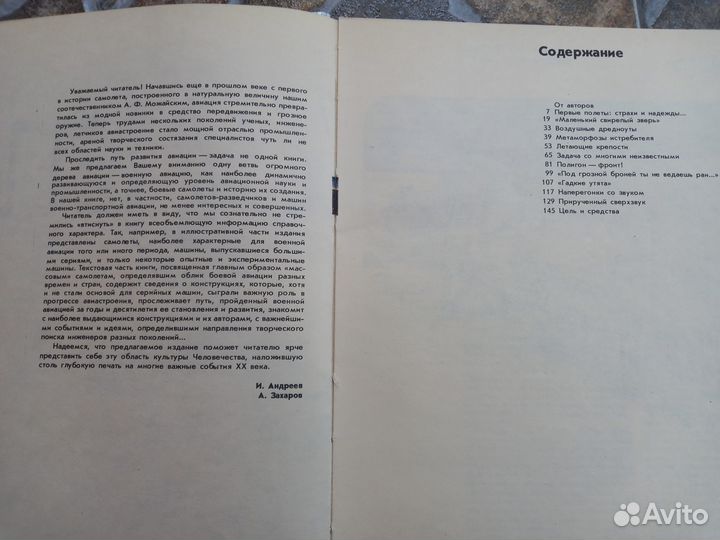 Уважаемый читатель! Начавшись еще в прошлом веке с первого
в истории самолета, построенного в натуральную величину нашим
соотечественником А. Ф. Можайским, авиация стремительно превра-
тилась из модной новинки в средство передвижения и грозное
оружие. Теперь трудами нескольких поколений ученых, инжене-
ров, летчиков авиастроение стало мощной отраслью промышлен-
ности, ареной творческого состязания специалистов чуть ли не
всех областей науки и техники.
Проследить путь развития авиации — задача не одной книги.
Мы же предлагаем Вашему вниманию одну ветвь огромного
дерева авиации — военную авиацию, как наиболее динамично
развивающуюся и определяющую уровень авиационной науки и
промышленности, а точнее, боевые самолеты и историю их создания.
В нашей книге, нет, в частности, самолетов-разведчиков и машин
военно-транспортной авиации, не менее интересных и совершенных.
Читатель должен иметь в виду, что мы сознательно не стре-
мились «втиснуть» в книгу всеобъемлющую информацию справоч-
ного характера. Так, например, в иллюстративной части издания
представлены самолеты, наиболее характерные для военной
авиации того или иного периода, машины, выпускавшиеся больши-
ми сериями, и только некоторые опытные и экспериментальные
машины. Текстовая часть книги, посвященная главным образом «мас-
совым» самолетам, определявшим облик боевой авиации разных
времен и стран, содержит сведения о конструкциях, которые, хотя
и не стали основой для серийных машин, сыграли важную роль в
прогрессе авиастроения, прослеживает путь, пройденный военной
авиацией за годы и десятилетия ее становления и развития, знакомит
с наиболее выдающимися конструкциями и их авторами, с важнейши-
ми событиями и идеями, определившими направления творческого
поиска инженеров разных поколений...
Надеемся, что предлагаемое издание поможет читателю ярче
представить себе эту область культуры Человечества, наложившую
столь глубокую печать на многие важные события XX века.
И. Андреев
А. Захаров
Содержание
От авторов
7 Первые полеты: страхи и надежды...
19 «Маленький свирепый зверь»
33 Воздушные дредноуты
39 Метаморфозы истребителя
53 Летающие крепости
65 Задача со многими неизвестными
81 Полигон — фронт!
99 «Под грозной броней ты не ведаешь ран...»
107 «Гадкие утята»
117 Наперегонки со звуком
129 Прирученный сверхзвук
145 Цель и средства
Avito